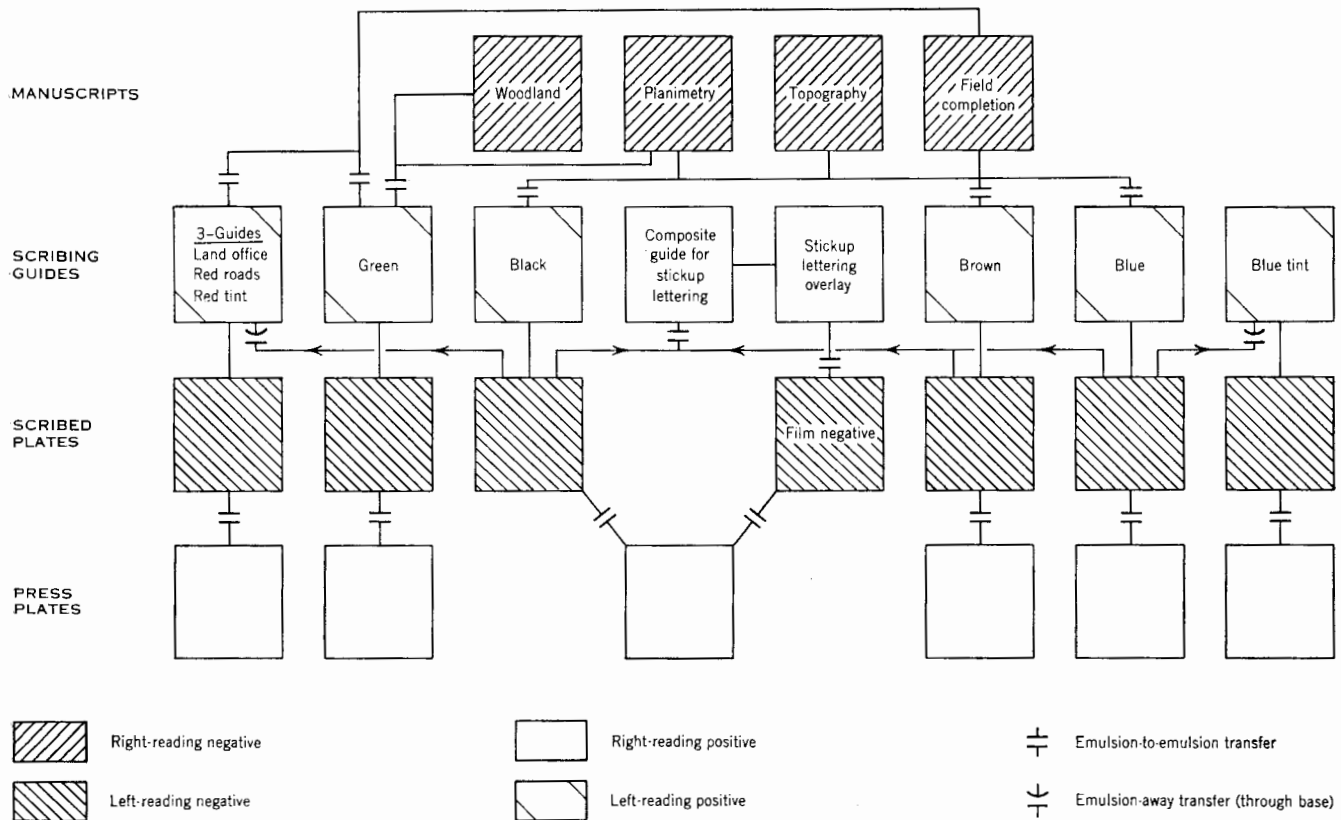 MANUSCRIPTS
Woodland
Planimetry
Topography
Field
completion
SCRIBING
GUIDES
3-Guides
Land office
Red roads
Red tint
Green
Black
Composite
guide for
stickup
lettering
Stickup
lettering
overlay
Brown
Blue
Blue tint
SCRIBED
PLATES
Film negative
PRESS
PLATES
Right-reading negative
Right-reading positive
Emulsion-to-emulsion transfer
Left-reading negative
Left-reading positive
Emulsion-away transfer (through base)